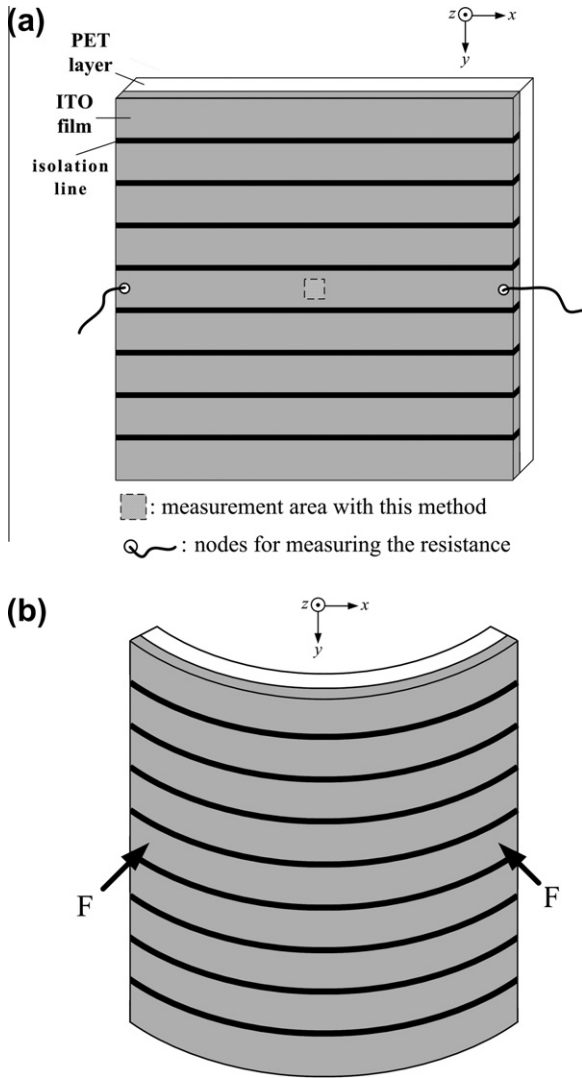 (a)
z
x
y
PET
layer
ITO
film
isolation
line
: measurement area with this method
: nodes for measuring the resistance
(b)
z
x
y
F
F